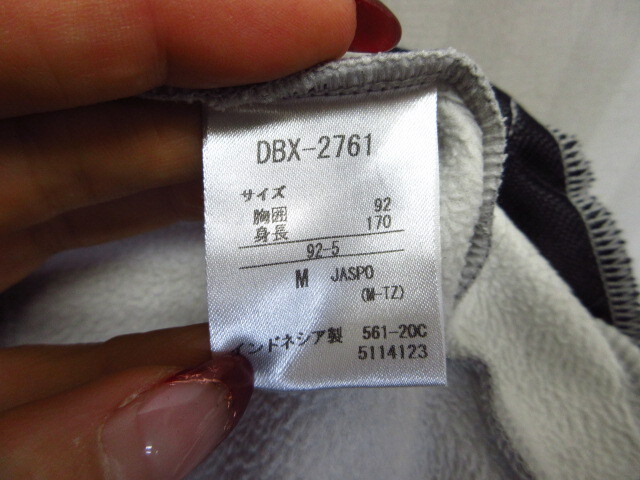 DBX-2761
サイズ
胸囲 92
身長 170
92-5
M JASPO
(M-TZ)
インドネシア製 561-20C
5114123